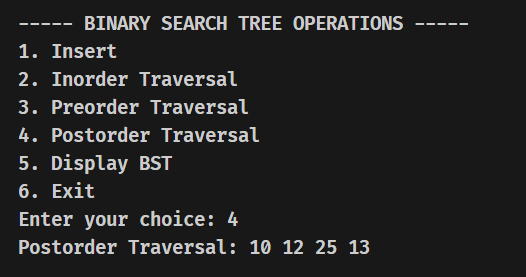 ----- BINARY SEARCH TREE OPERATIONS -----
1. Insert
2. Inorder Traversal
3. Preorder Traversal
4. Postorder Traversal
5. Display BST
6. Exit
Enter your choice: 4
Postorder Traversal: 10 12 25 13